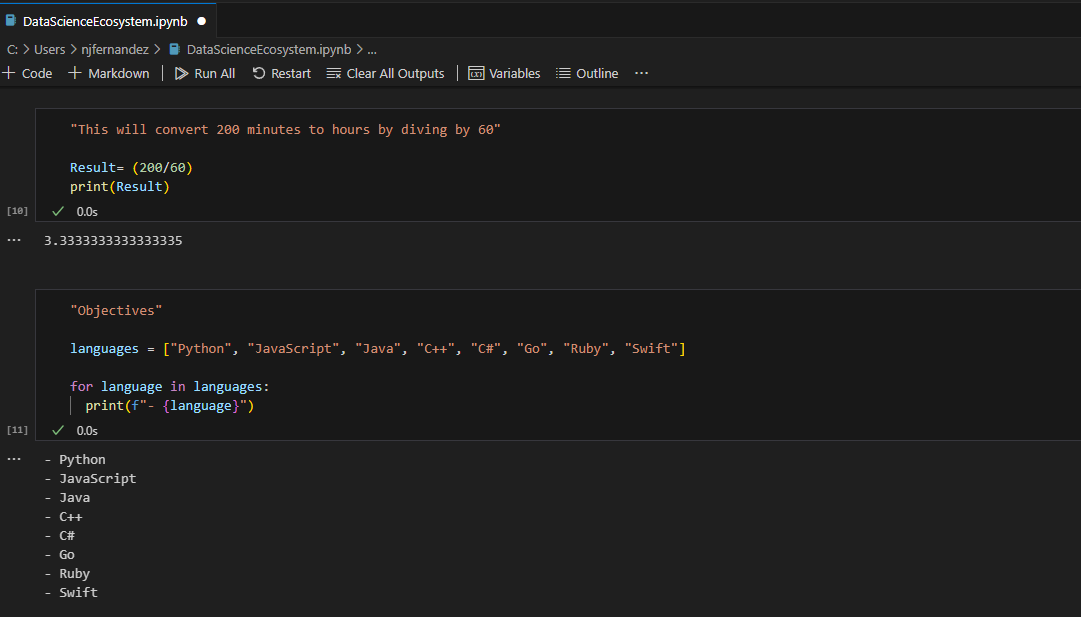 DataScienceEcosystem.ipynb ●
C: > Users > njfernandez > DataScienceEcosystem.ipynb > ...
+ Code + Markdown | Run All Restart Clear All Outputs | Variables Outline ...
"This will convert 200 minutes to hours by diving by 60"
Result= (200/60)
print(Result)
[10] ✓ 0.0s
... 3.3333333333333335
"Objectives"
languages = ["Python", "JavaScript", "Java", "C++", "C#", "Go", "Ruby", "Swift"]
for language in languages:
print(f"- {language}")
[11] ✓ 0.0s
... - Python
- JavaScript
- Java
- C++
- C#
- Go
- Ruby
- Swift